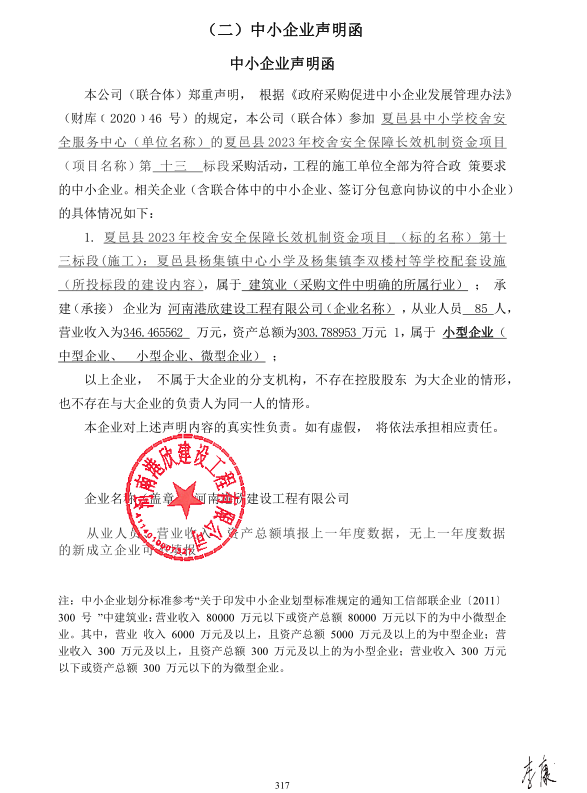 （二）中小企业声明函
中小企业声明函
本公司（联合体）郑重声明， 根据《政府采购促进中小企业发展管理办法》
（财库﹝2020﹞46 号）的规定，本公司（联合体）参加 夏邑县中小学校舍安
全服务中心（单位名称）的夏邑县2023年校舍安全保障长效机制资金项目
（项目名称）第 十三 标段采购活动，工程的施工单位全部为符合政 策要求
的中小企业。相关企业（含联合体中的中小企业、签订分包意向协议的中小企业）
的具体情况如下：
1. 夏邑县2023年校舍安全保障长效机制资金项目 （标的名称）第十
三标段(施工)；夏邑县杨集镇中心小学及杨集镇李双楼村等学校配套设施
（所投标段的建设内容），属于 建筑业（采购文件中明确的所属行业） ； 承
建（承接） 企业为 河南港欣建设工程有限公司（企业名称） ，从业人员 85 人，
营业收入为346.465562 万元，资产总额为303.788953 万元 1，属于 小型企业（
中型企业、 小型企业、微型企业） ；
以上企业， 不属于大企业的分支机构，不存在控股股东 为大企业的情形，
也不存在与大企业的负责人为同一人的情形。
本企业对上述声明内容的真实性负责。如有虚假， 将依法承担相应责任。
河南港欣建设工程有限公司
企业名称（盖章 河南港欣建设工程有限公司
从业人员 营业收入 资产总额填报上一年度数据，无上一年度数据
的新成立企业可 填报
注：中小企业划分标准参考“关于印发中小企业划型标准规定的通知工信部联企业〔2011〕
300 号 ”中建筑业：营业收入 80000 万元以下或资产总额 80000 万元以下的为中小微型企
业。其中，营业 收入 6000 万元及以上，且资产总额 5000 万元及以上的为中型企业；营
业收入 300 万元及以上，且资产总额 300 万元及以上的为小型企业；营业收入 300 万元
以下或资产总额 300 万元以下的为微型企业。
李康
317